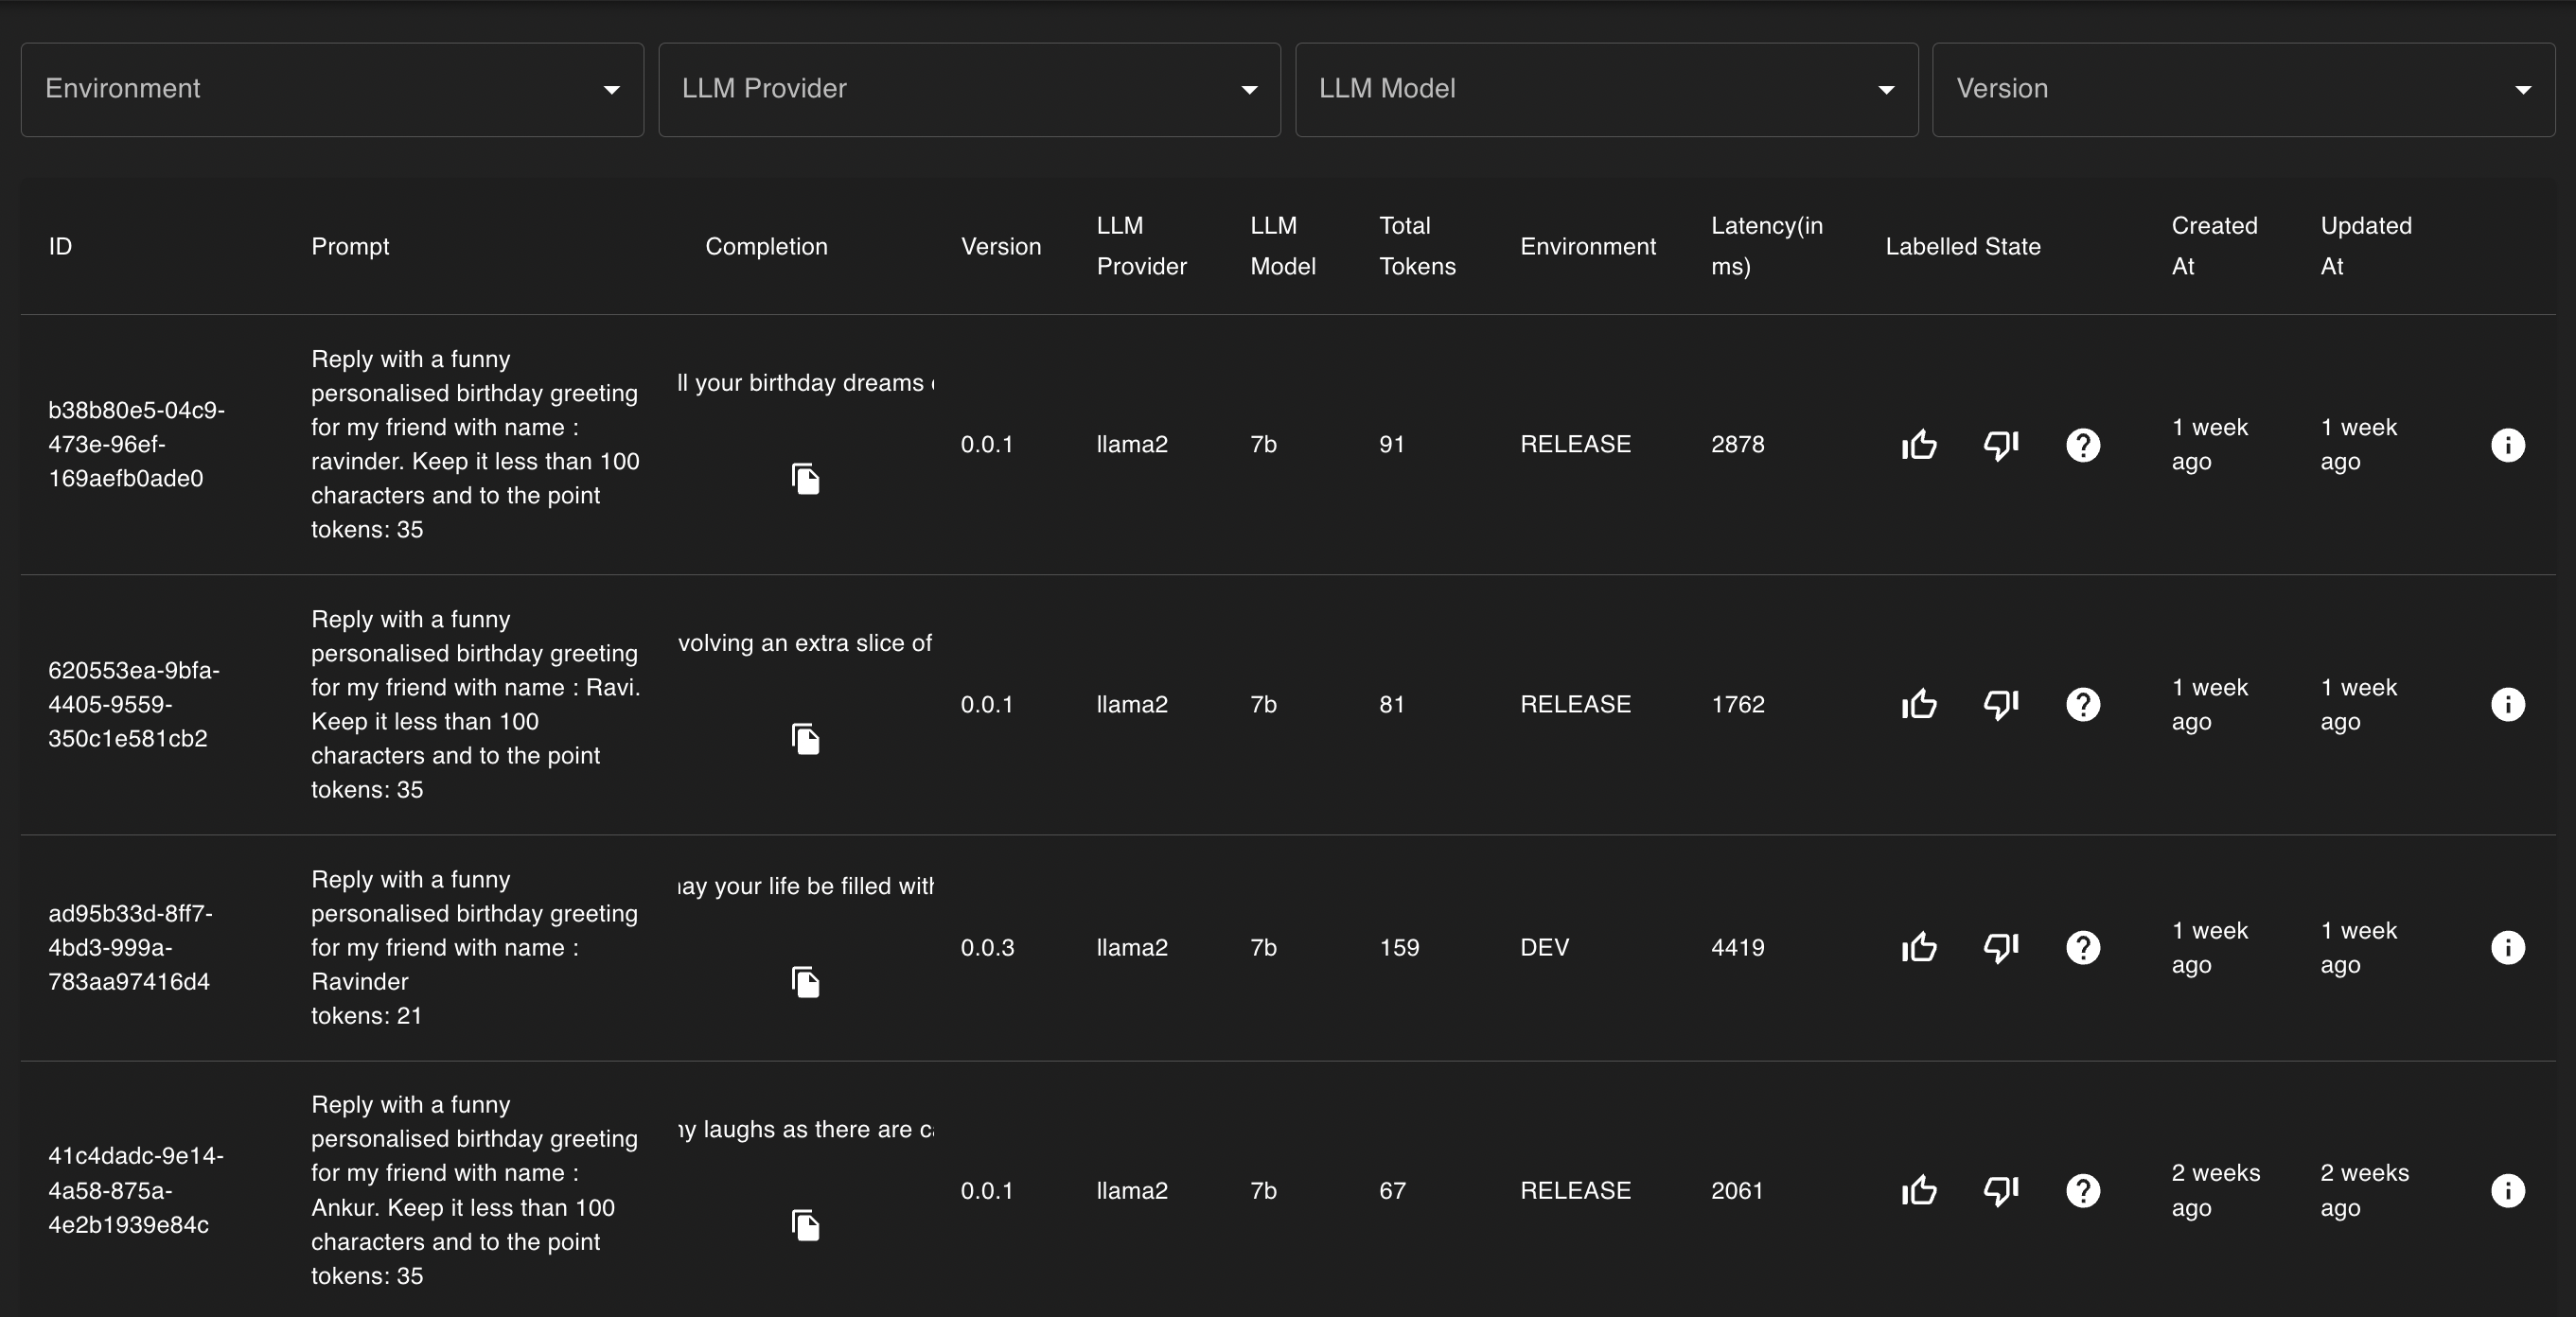 Environment
LLM Provider
LLM Model
Version
ID
Prompt
Completion
Version
LLM
Provider
LLM
Model
Total
Tokens
Environment
Latency(in
ms)
Labelled State
Created
At
Updated
At
b38b80e5-04c9-
473e-96ef-
169aefb0ade0
Reply with a funny
personalised birthday greeting
for my friend with name :
ravinder. Keep it less than 100
characters and to the point
tokens: 35
your birthday dreams
0.0.1
llama2
7b
91
RELEASE
2878
1 week
ago
1 week
ago
620553ea-9bfa-
4405-9559-
350c1e581cb2
Reply with a funny
personalised birthday greeting
for my friend with name : Ravi.
Keep it less than 100
characters and to the point
tokens: 35
volving an extra slice of
0.0.1
llama2
7b
81
RELEASE
1762
1 week
ago
1 week
ago
ad95b33d-8ff7-
4bd3-999a-
783aa97416d4
Reply with a funny
personalised birthday greeting
for my friend with name :
Ravinder
tokens: 21
may your life be filled with
0.0.3
llama2
7b
159
DEV
4419
1 week
ago
1 week
ago
41c4dadc-9e14-
4a58-875a-
4e2b1939e84c
Reply with a funny
personalised birthday greeting
for my friend with name :
Ankur. Keep it less than 100
characters and to the point
tokens: 35
laughs as there are
0.0.1
llama2
7b
67
RELEASE
2061
2 weeks
ago
2 weeks
ago